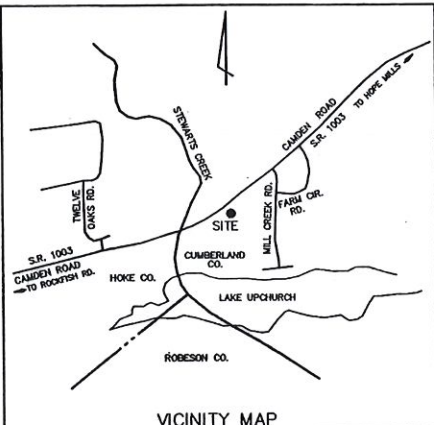 STEWARTS CREEK
CAMDEN ROAD
S.R. 1003
TO HOPE MILLS
TWELVE
OAKS RD.
MILL CREEK RD.
FARM CIR.
RD.
SITE
S.R. 1003
CAMDEN ROAD
TO ROCKFISH RD.
CUMBERLAND
CO.
HOKE CO.
LAKE UPCHURCH
ROBESON CO.
VICINITY MAP